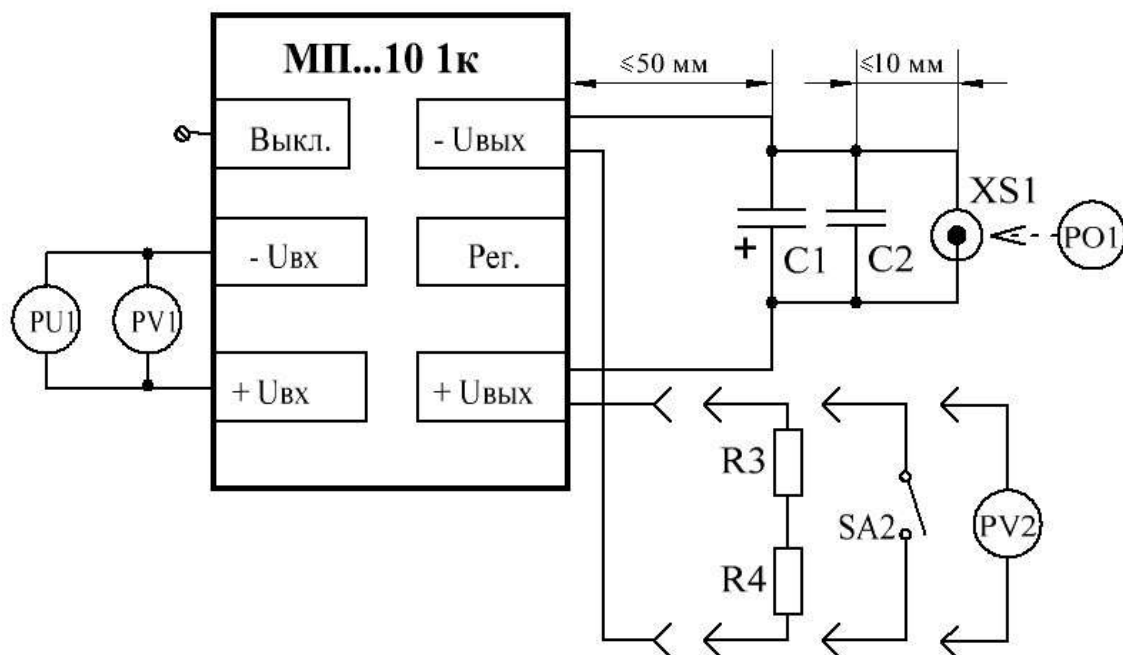 МП...10 1к
≤50 мм
≤10 мм
Выкл.
- Uвых
XS1
PO1
+
C1
C2
- Uвх
Рег.
PU1
PV1
+ Uвх
+ Uвых
R3
SA2
PV2
R4